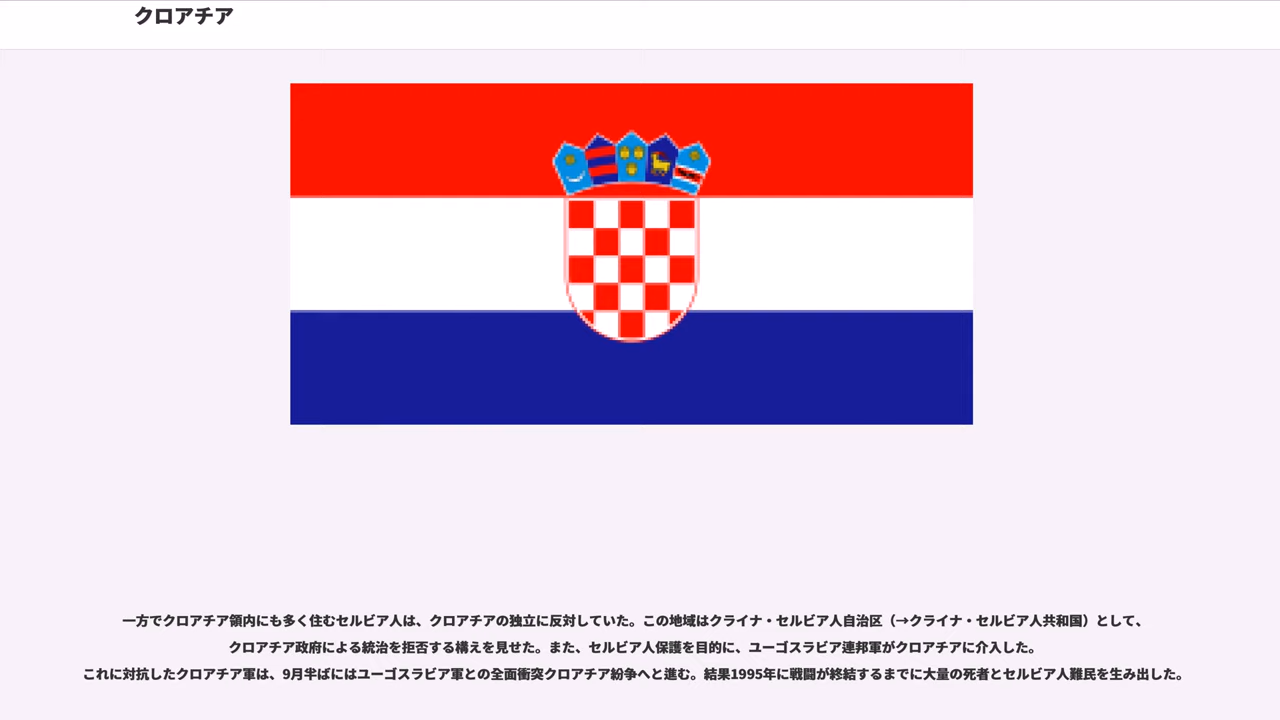 クロアチア
一方でクロアチア領内にも多く住むセルビア人は、クロアチアの独立に反対していた。この地域はクライナ・セルビア人自治区（→クライナ・セルビア人共和国）として、
クロアチア政府による統治を拒否する構えを見せた。また、セルビア人保護を目的に、ユーゴスラビア連邦軍がクロアチアに介入した。
これに対抗したクロアチア軍は、9月半ばにはユーゴスラビア軍との全面衝突クロアチア紛争へと進む。結果1995年に戦闘が終結するまでに大量の死者とセルビア人難民を生み出した。